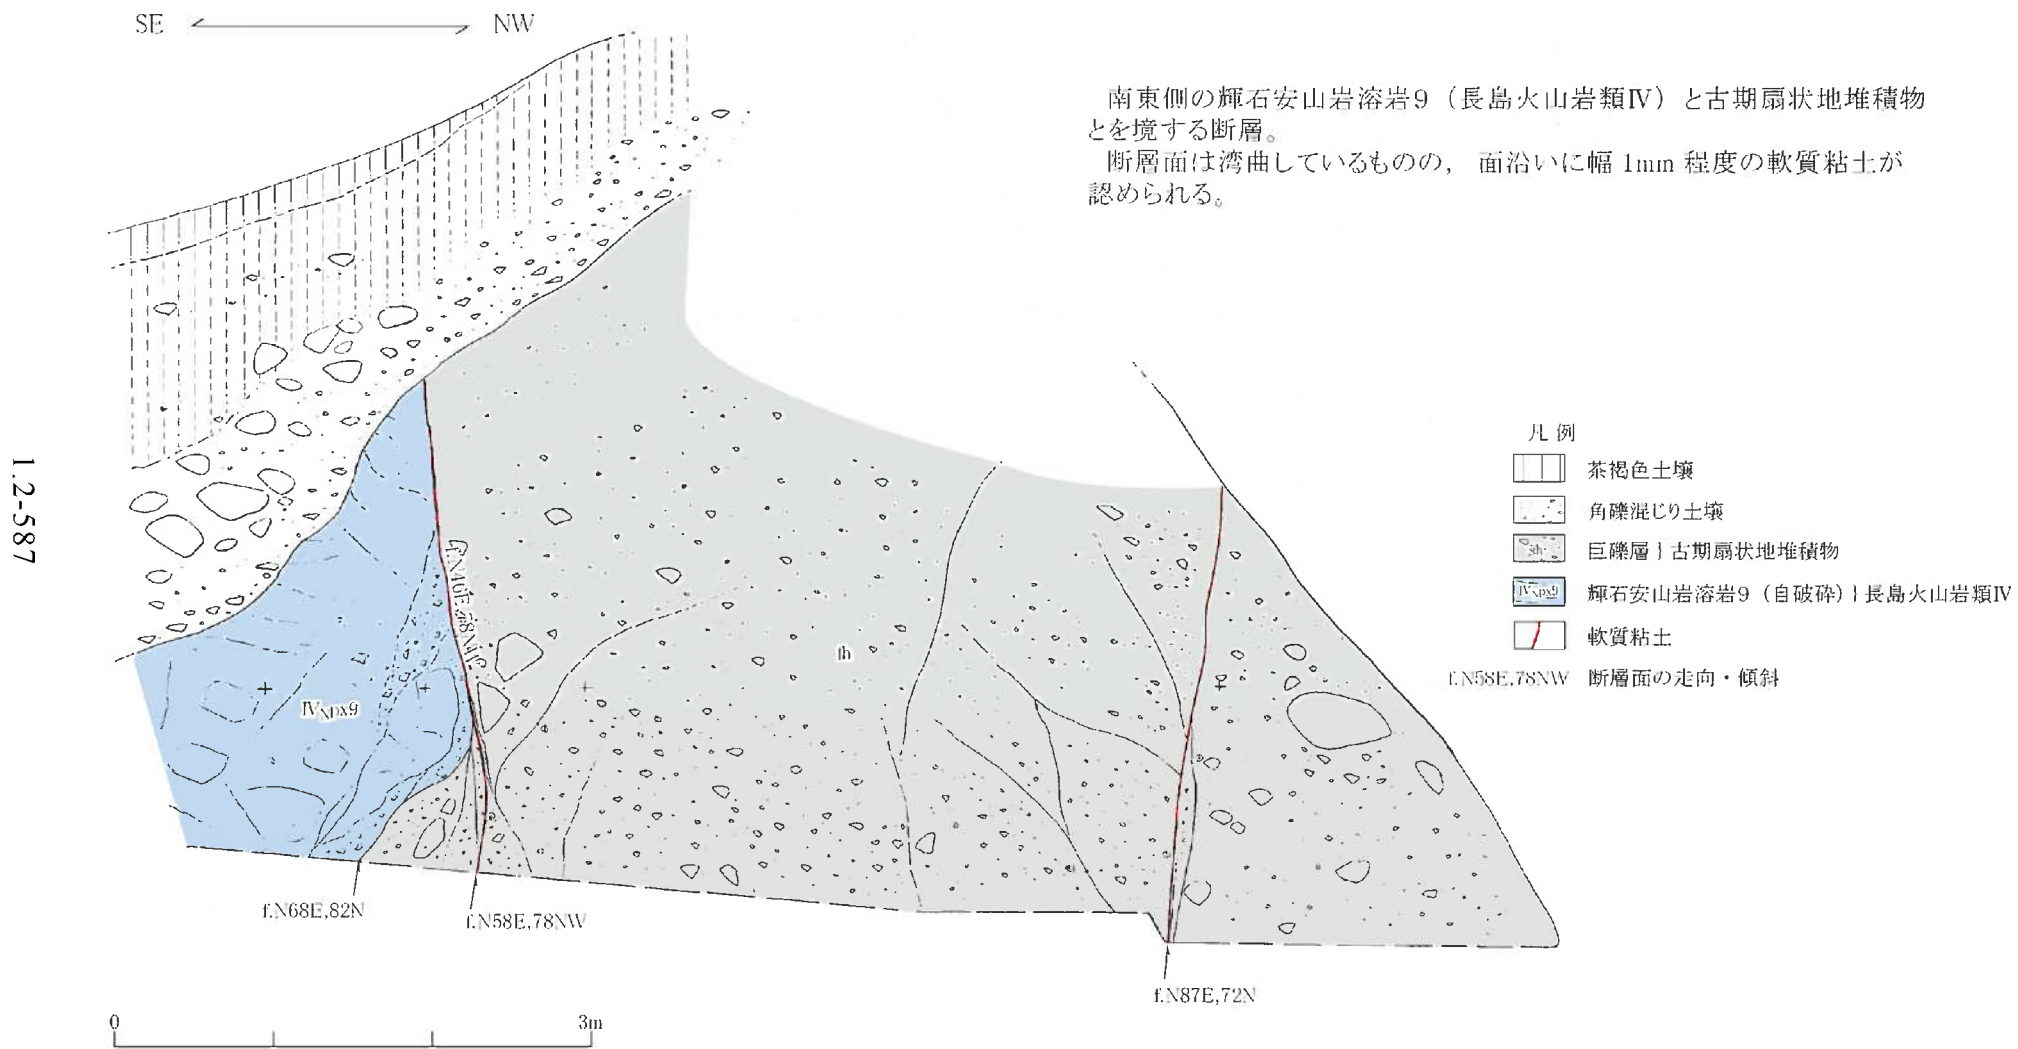 SE NW
南東側の輝石安山岩溶岩9（長島火山岩類Ⅳ）と古期扇状地堆積物
とを境する断層。
断層面は湾曲しているものの， 面沿いに幅 1mm 程度の軟質粘土が
認められる。
凡 例
茶褐色土壌
角礫混じり土壌
巨礫層｝古期扇状地堆積物
輝石安山岩溶岩9（自破砕）｝長島火山岩類Ⅳ
軟質粘土
f.N58E,78NW 断層面の走向・傾斜
fh
f.N68E,82N
f.N58E,78NW
f.N87E,72N
0 3m
1.2-587